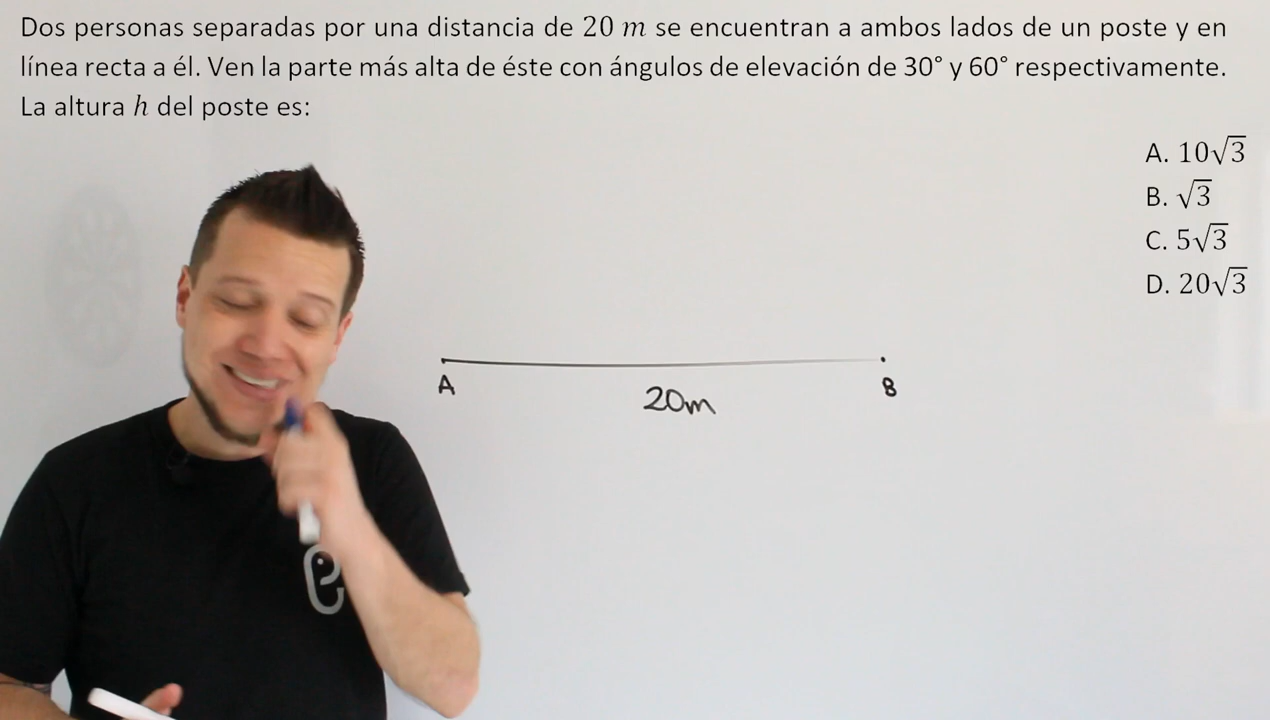 Dos personas separadas por una distancia de 20 m se encuentran a ambos lados de un poste y en
línea recta a él. Ven la parte más alta de éste con ángulos de elevación de 30° y 60° respectivamente.
La altura h del poste es:
A. 10√3
B. √3
C. 5√3
D. 20√3
A
B
20m